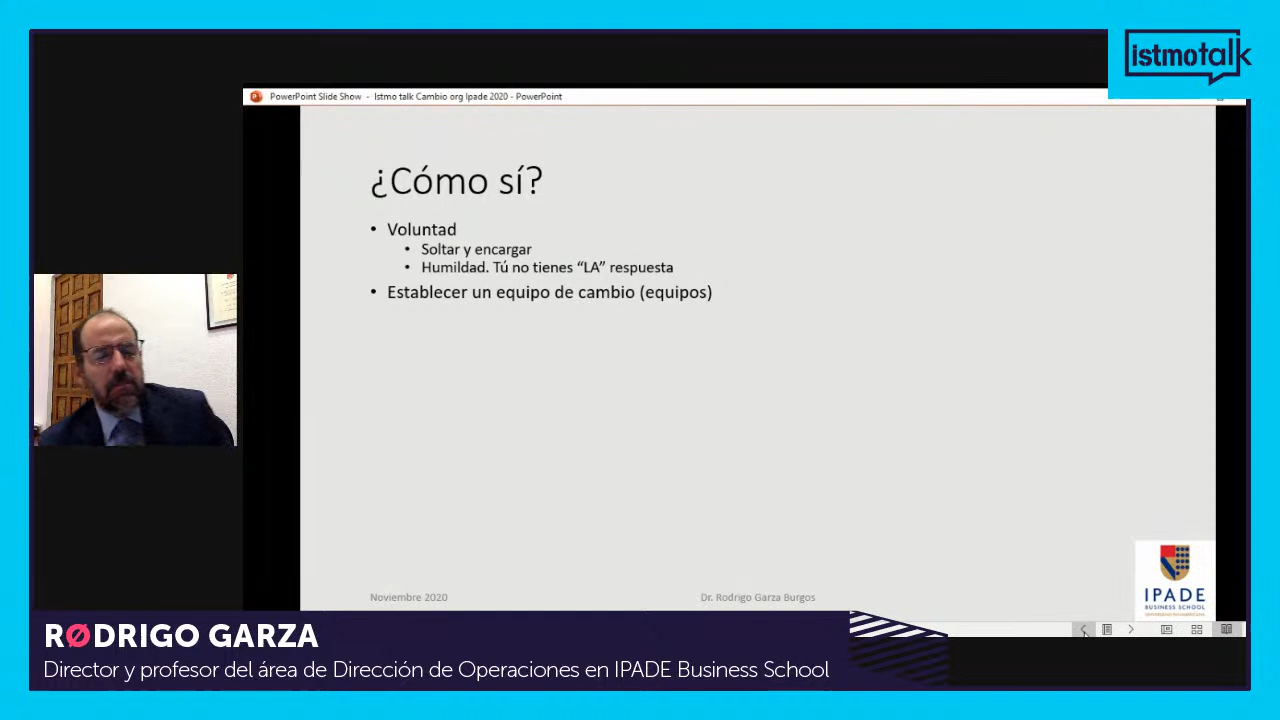 istmotalk
PowerPoint Slide Show - Istmo talk Cambio org Ipade 2020 - PowerPoint
¿Cómo sí?
• Voluntad
• Soltar y encargar
• Humildad. Tú no tienes “LA” respuesta
• Establecer un equipo de cambio (equipos)
IPADE
BUSINESS SCHOOL
Noviembre 2020
Dr. Rodrigo Garza Burgos
RØDRIGO GARZA
Director y profesor del área de Dirección de Operaciones en IPADE Business School